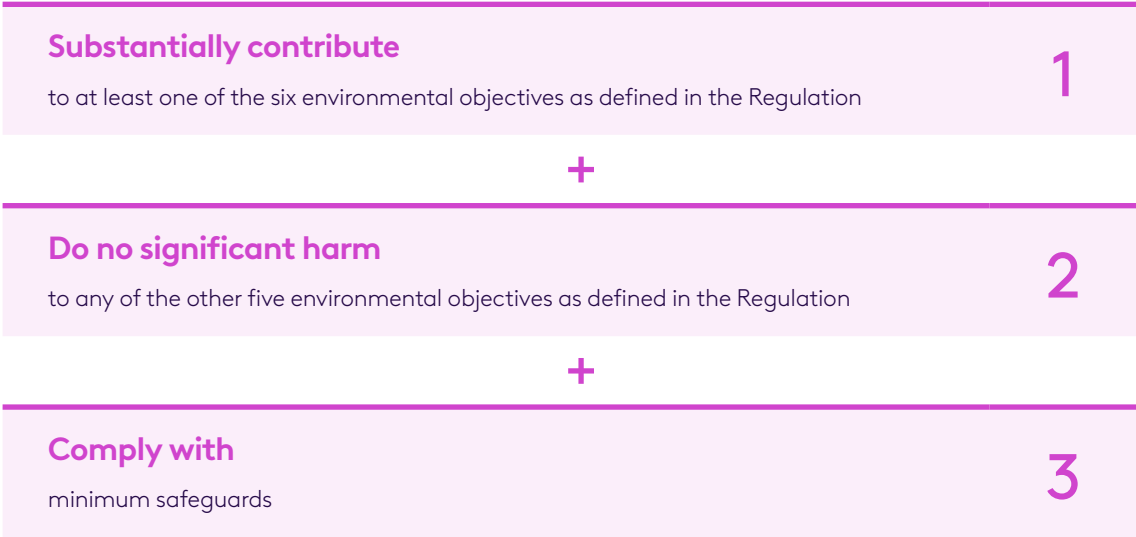 Substantially contribute
to at least one of the six environmental objectives as defined in the Regulation
1
+
Do no significant harm
to any of the other five environmental objectives as defined in the Regulation
2
+
Comply with
minimum safeguards
3